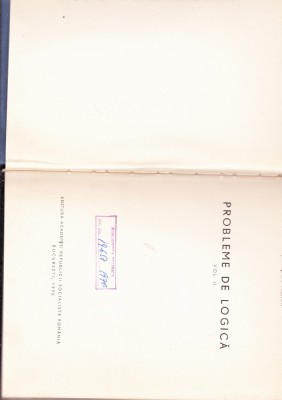 PROBLEME DE LOGICĂ
VOL. II
EDITURA ACADEMIEI REPUBLICII SOCIALISTE ROMÂNIA
BUCUREȘTI, 1970